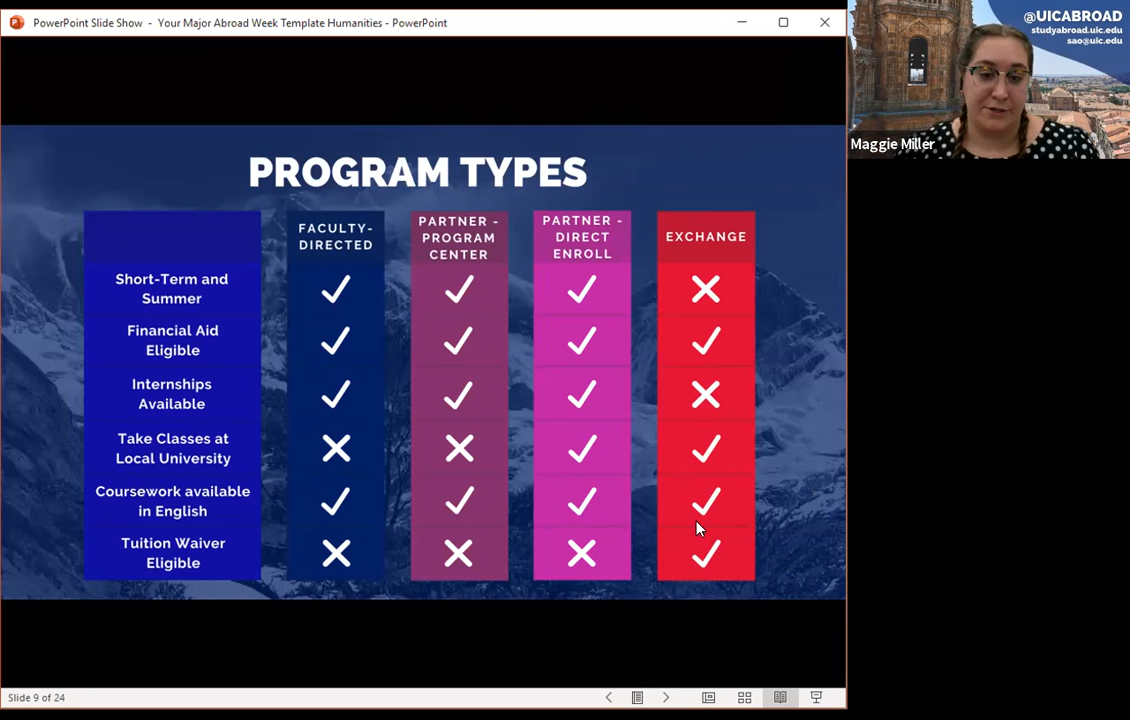 PowerPoint Slide Show - Your Major Abroad Week Template Humanities - PowerPoint
@UICABROAD
studyabroad.uic.edu
sao@uic.edu
Maggie Miller
PROGRAM TYPES
FACULTY-
DIRECTED
PARTNER -
PROGRAM
CENTER
PARTNER -
DIRECT
ENROLL
EXCHANGE
Short-Term and
Summer
Financial Aid
Eligible
Internships
Available
Take Classes at
Local University
Coursework available
in English
Tuition Waiver
Eligible
Slide 9 of 24